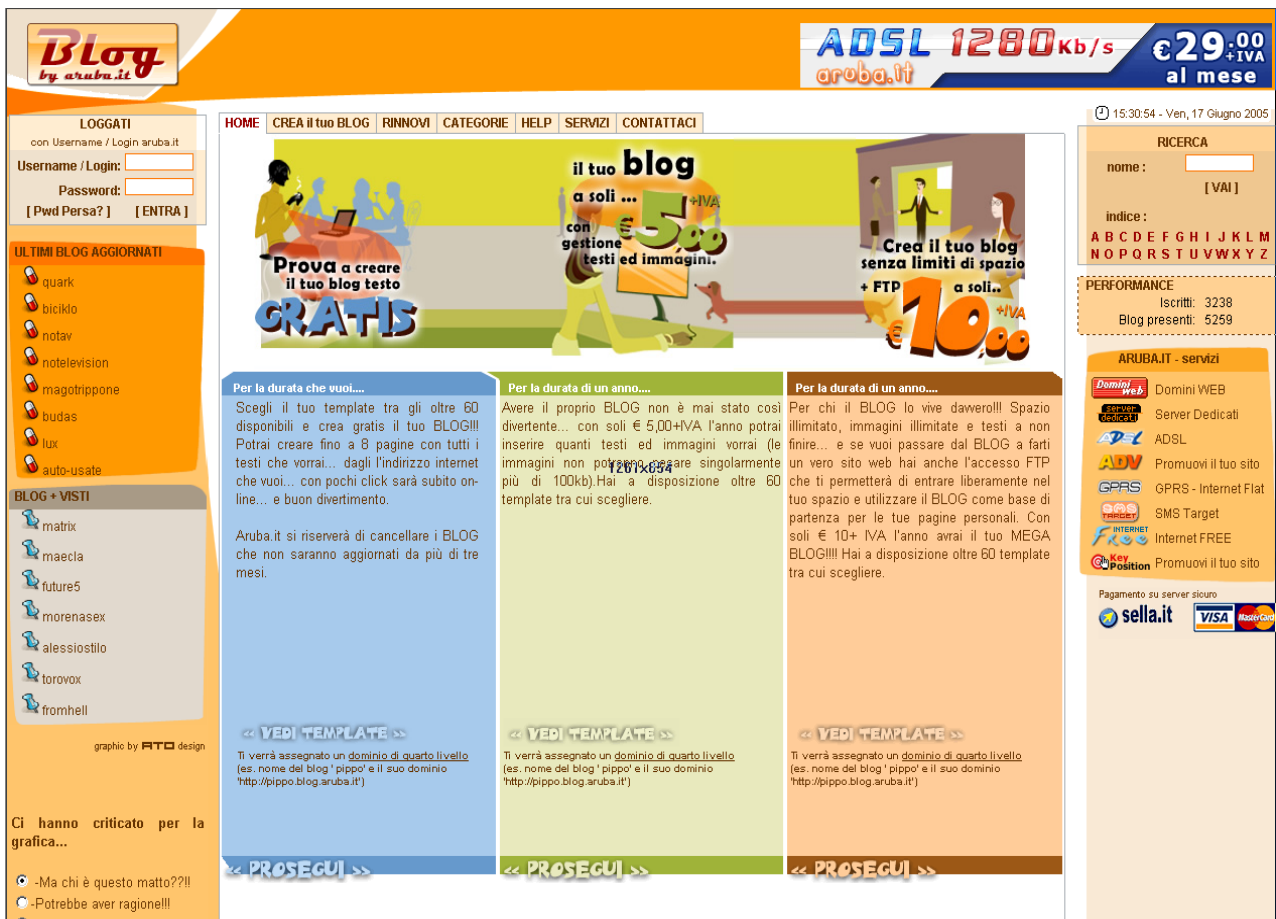 Blog
by aruba.it
ADSL 1280 Kb/s
aruba.it
€29,00
+IVA
al mese
LOGGATI
con Username / Login aruba.it
Username / Login:
Password:
[ Pwd Persa? ] [ ENTRA ]
ULTIMI BLOG AGGIORNATI
quark
biciklo
notav
notelevision
magotrippone
budas
lux
auto-usate
BLOG + VISTI
matrix
maecla
future5
morenasex
alessiostilo
torovox
fromhell
graphic by ATO design
Ci hanno criticato per la
grafica...
-Ma chi è questo matto??!!
-Potrebbe aver ragione!!!
HOME CREA il tuo BLOG RINNOVI CATEGORIE HELP SERVIZI CONTATTACI
Prova a creare
il tuo blog testo
GRATIS
il tuo blog
a soli ...
€ 5,00 +IVA
con
gestione
testi ed immagini.
Crea il tuo blog
senza limiti di spazio
+ FTP a soli..
€ 10,00 +IVA
Per la durata che vuoi....
Scegli il tuo template tra gli oltre 60
disponibili e crea gratis il tuo BLOG!!!
Potrai creare fino a 8 pagine con tutti i
testi che vorrai... dagli l'indirizzo internet
che vuoi... con pochi click sarà subito on-
line... e buon divertimento.
Aruba.it si riserverà di cancellare i BLOG
che non saranno aggiornati da più di tre
mesi.
« VEDI TEMPLATE »
Ti verrà assegnato un dominio di quarto livello
(es. nome del blog ' pippo' e il suo dominio
'http://pippo.blog.aruba.it')
« PROSEGUI »
Per la durata di un anno....
Avere il proprio BLOG non è mai stato così
divertente... con soli € 5,00+IVA l'anno potrai
inserire quanti testi ed immagini vorrai (le
immagini non potranno pesare singolarmente
più di 100kb).Hai a disposizione oltre 60
template tra cui scegliere.
« VEDI TEMPLATE »
Ti verrà assegnato un dominio di quarto livello
(es. nome del blog ' pippo' e il suo dominio
'http://pippo.blog.aruba.it')
« PROSEGUI »
Per la durata di un anno....
Per chi il BLOG lo vive davvero!!! Spazio
illimitato, immagini illimitate e testi a non
finire... e se vuoi passare dal BLOG a farti
un vero sito web hai anche l'accesso FTP
che ti permetterà di entrare liberamente nel
tuo spazio e utilizzare il BLOG come base di
partenza per le tue pagine personali. Con
soli € 10+ IVA l'anno avrai il tuo MEGA
BLOG!!!! Hai a disposizione oltre 60 template
tra cui scegliere.
« VEDI TEMPLATE »
Ti verrà assegnato un dominio di quarto livello
(es. nome del blog ' pippo' e il suo dominio
'http://pippo.blog.aruba.it')
« PROSEGUI »
15:30:54 - Ven, 17 Giugno 2005
RICERCA
nome :
[ VAI ]
indice :
A B C D E F G H I J K L M
N O P Q R S T U V W X Y Z
PERFORMANCE
Iscritti: 3238
Blog presenti: 5259
ARUBA.IT - servizi
Domini Web Domini WEB
server dedicati Server Dedicati
ADSL ADSL
ADV Promuovi il tuo sito
GPRS GPRS - Internet Flat
SMS TARGET SMS Target
INTERNET Free Internet FREE
Key Position Promuovi il tuo sito
Pagamento su server sicuro
sella.it VISA MasterCard